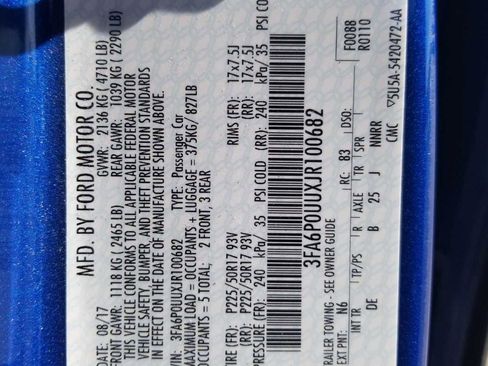 MFD. BY FORD MOTOR CO.
DATE: 08/17 GVWR: 2136 KG (4710 LB)
FRONT GAWR: 1118 KG (2465 LB) REAR GAWR: 1039 KG (2290 LB)
THIS VEHICLE CONFORMS TO ALL APPLICABLE FEDERAL MOTOR
VEHICLE SAFETY, BUMPER, AND THEFT PREVENTION STANDARDS
IN EFFECT ON THE DATE OF MANUFACTURE SHOWN ABOVE.
VIN: 3FA6P0UUXJR100682 TYPE: Passenger Car
MAXIMUM LOAD = OCCUPANTS + LUGGAGE = 375KG/ 827LB
OCCUPANTS = 5 TOTAL: 2 FRONT, 3 REAR
TIRE (FR): P225/50R17 93V RIMS (FR): 17x7.5J
(RR): P225/50R17 93V (RR): 17x7.5J
PRESSURE (FR): 240 kPa/ 35 PSI COLD (RR): 240 kPa/ 35 PSI CO
3FA6P0UUXJR100682
F0088
R0110
TRAILER TOWING - SEE OWNER GUIDE
EXT PNT: N6 RC: 83 DSO:
INT TR TP/PS R AXLE TR SPR
DE B 25 J NNRR
CMC 5U5A-5420472-AA